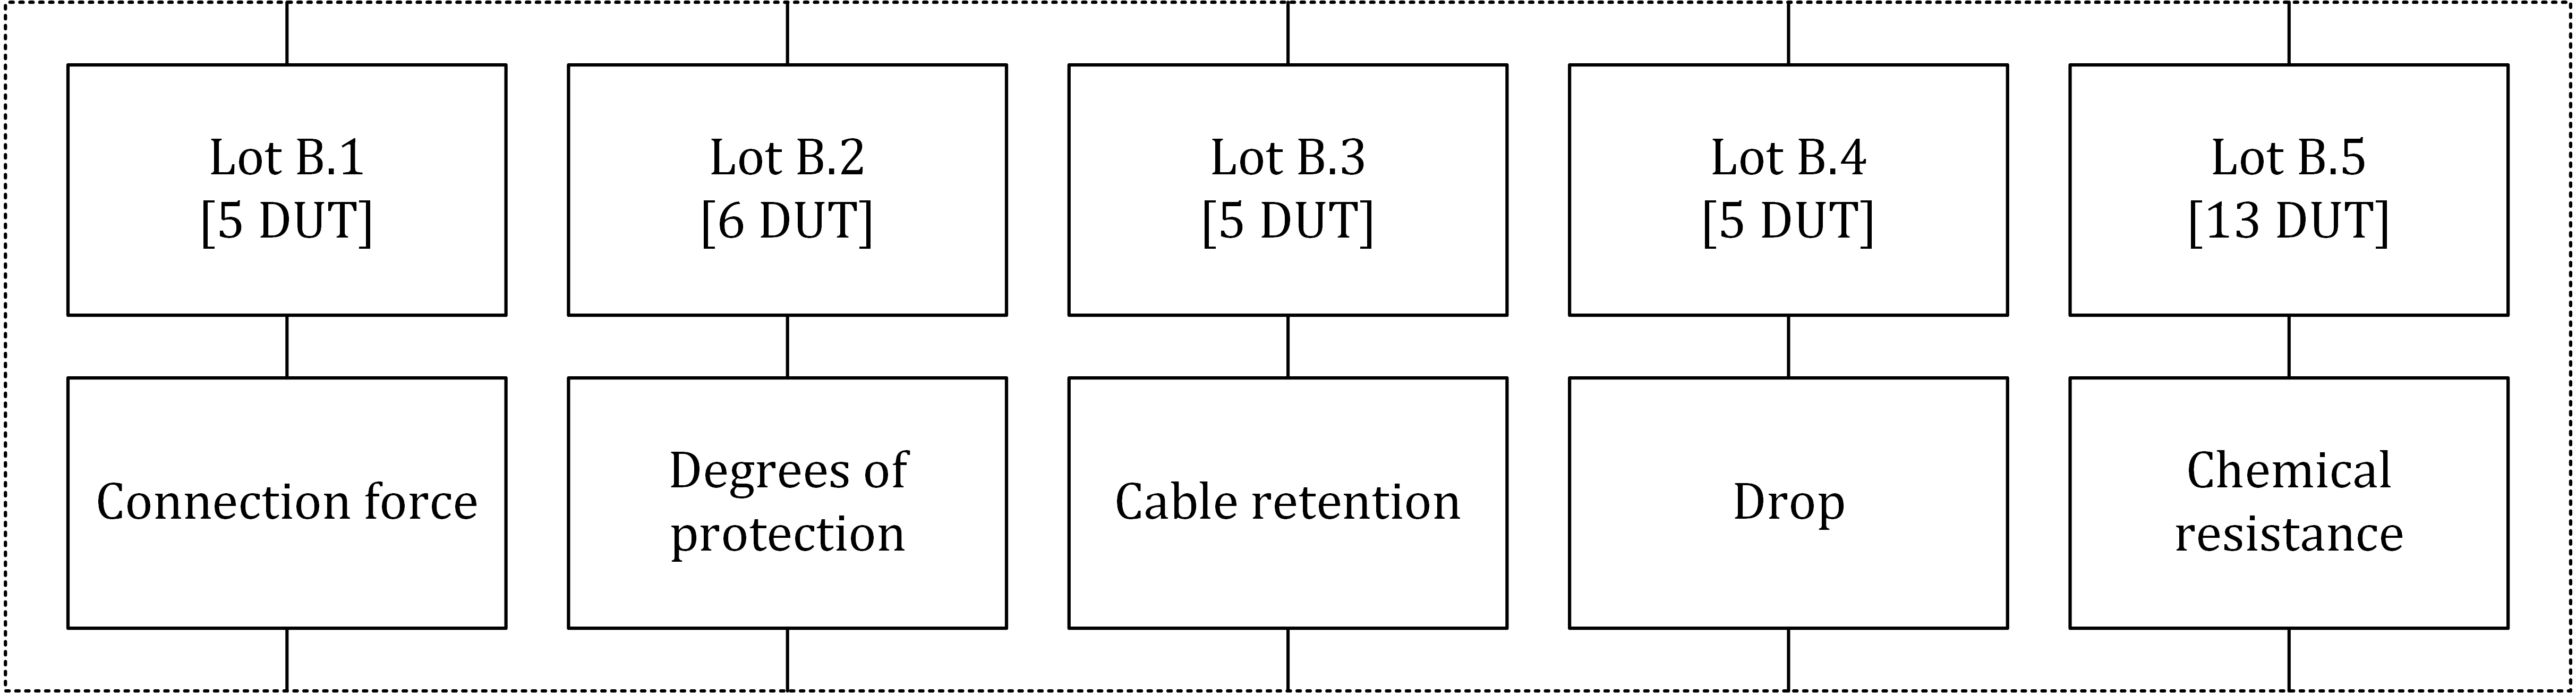 Lot B.1
[5 DUT]
Lot B.2
[6 DUT]
Lot B.3
[5 DUT]
Lot B.4
[5 DUT]
Lot B.5
[13 DUT]
Connection force
Degrees of
protection
Cable retention
Drop
Chemical
resistance